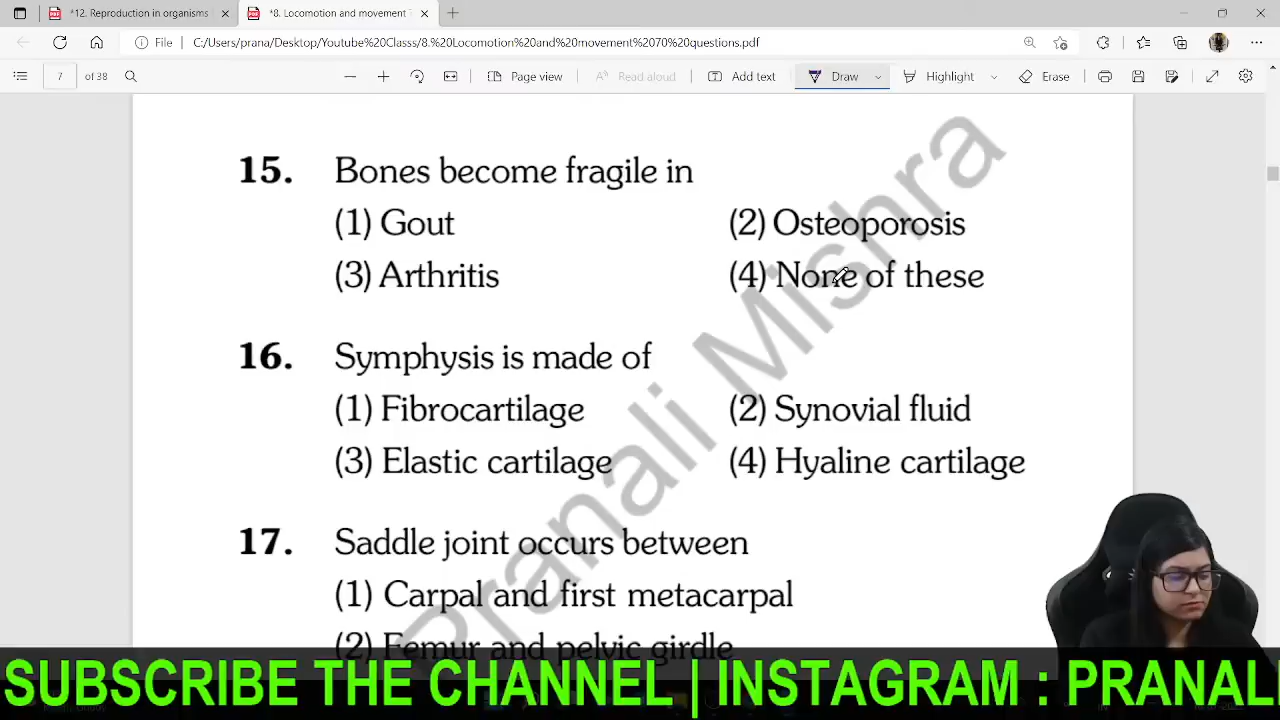 *12. Reproduction in organisms
*8. Locomotion and movement
File
C:/Users/prana/Desktop/Youtube%20Classs/8.%20Locomotion%20and%20movement%2070%20questions.pdf
7 of 38
Page view
Read aloud
Add text
Draw
Highlight
Erase
15. Bones become fragile in
(1) Gout (2) Osteoporosis
(3) Arthritis (4) None of these
16. Symphysis is made of
(1) Fibrocartilage (2) Synovial fluid
(3) Elastic cartilage (4) Hyaline cartilage
17. Saddle joint occurs between
(1) Carpal and first metacarpal
(2) Femur and pelvic girdle
Pranali Mishra
SUBSCRIBE THE CHANNEL | INSTAGRAM : PRANALI